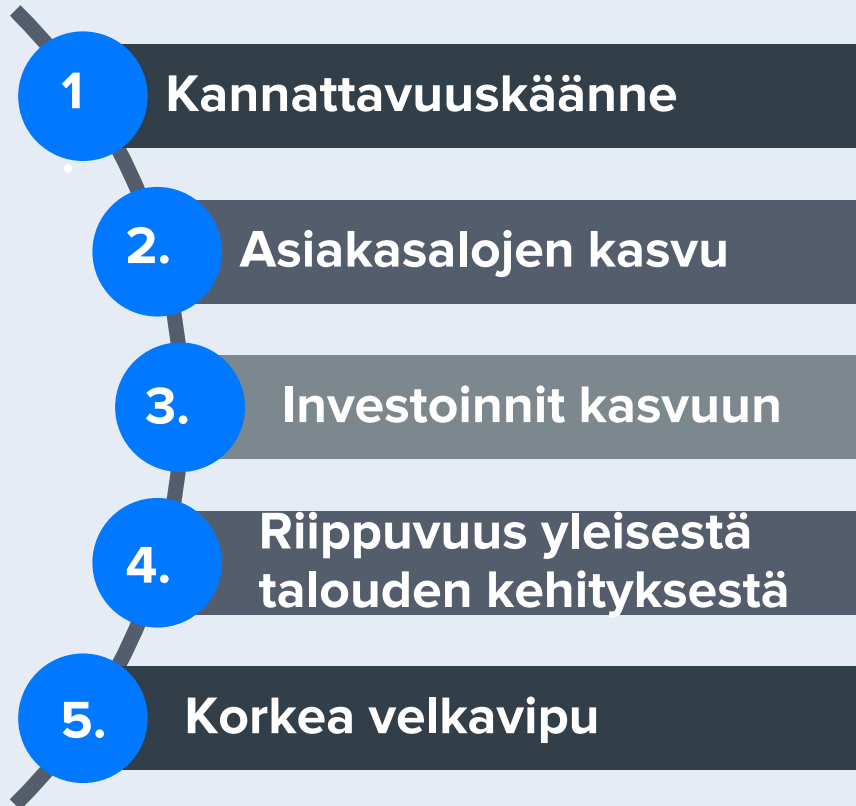 1
.
Kannattavuuskäänne
2.
Asiakasalojen kasvu
3.
Investoinnit kasvuun
4.
Riippuvuus yleisestä
talouden kehityksestä
5.
Korkea velkavipu